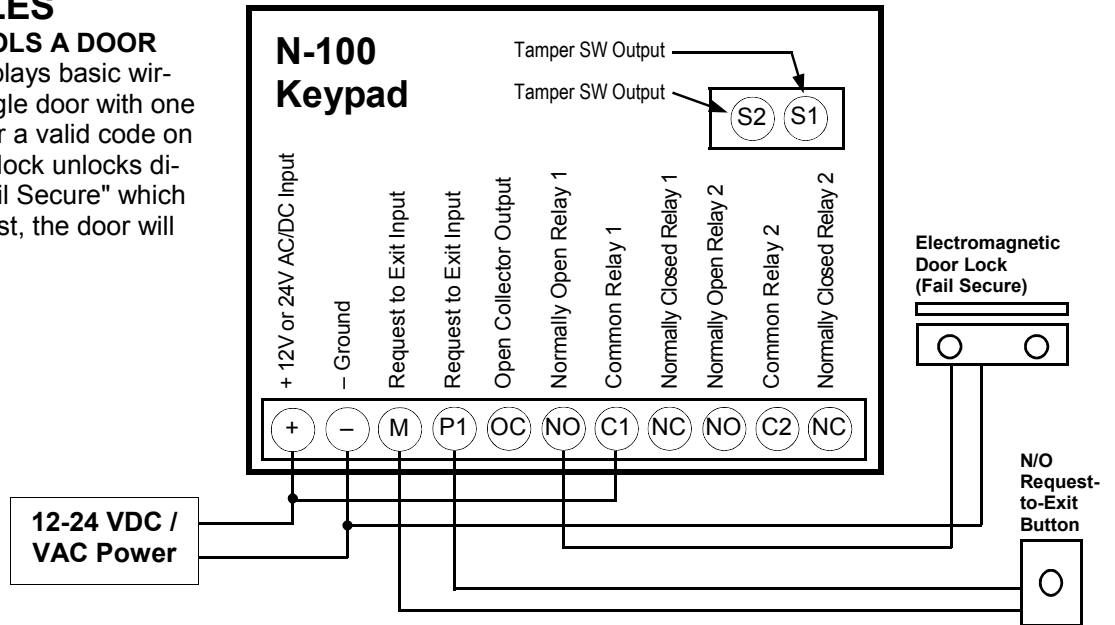 LES
OLS A DOOR
plays basic wir-
gle door with one
r a valid code on
lock unlocks di-
il Secure" which
st, the door will
N-100
Keypad
Tamper SW Output
Tamper SW Output
S2 S1
+ 12V or 24V AC/DC Input
– Ground
Request to Exit Input
Request to Exit Input
Open Collector Output
Normally Open Relay 1
Common Relay 1
Normally Closed Relay 1
Normally Open Relay 2
Common Relay 2
Normally Closed Relay 2
+ – M P1 OC NO C1 NC NO C2 NC
Electromagnetic
Door Lock
(Fail Secure)
12-24 VDC /
VAC Power
N/O
Request-
to-Exit
Button